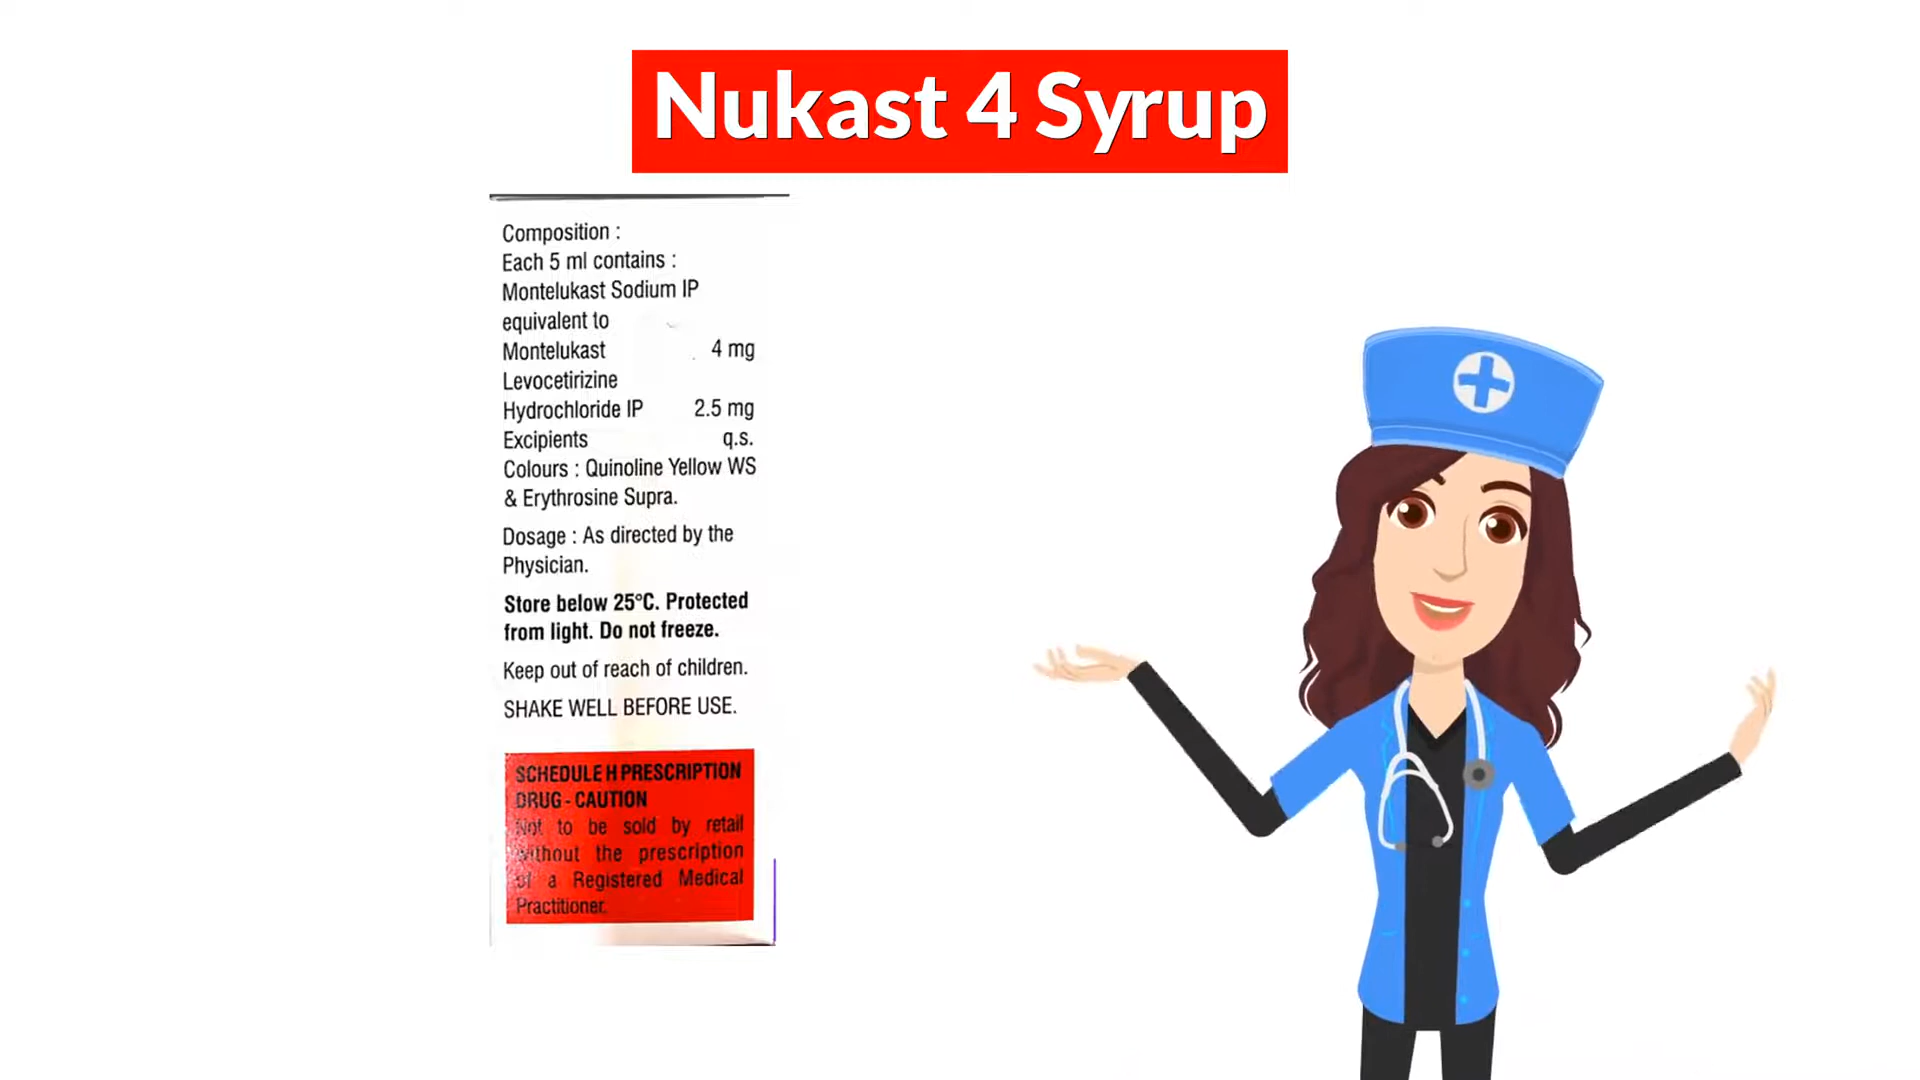 Nukast 4 Syrup
Composition :
Each 5 ml contains :
Montelukast Sodium IP
equivalent to
Montelukast 4 mg
Levocetirizine
Hydrochloride IP 2.5 mg
Excipients q.s.
Colours : Quinoline Yellow WS
& Erythrosine Supra.
Dosage : As directed by the
Physician.
Store below 25°C. Protected
from light. Do not freeze.
Keep out of reach of children.
SHAKE WELL BEFORE USE.
SCHEDULE H PRESCRIPTION
DRUG - CAUTION
Not to be sold by retail
without the prescription
of a Registered Medical
Practitioner.